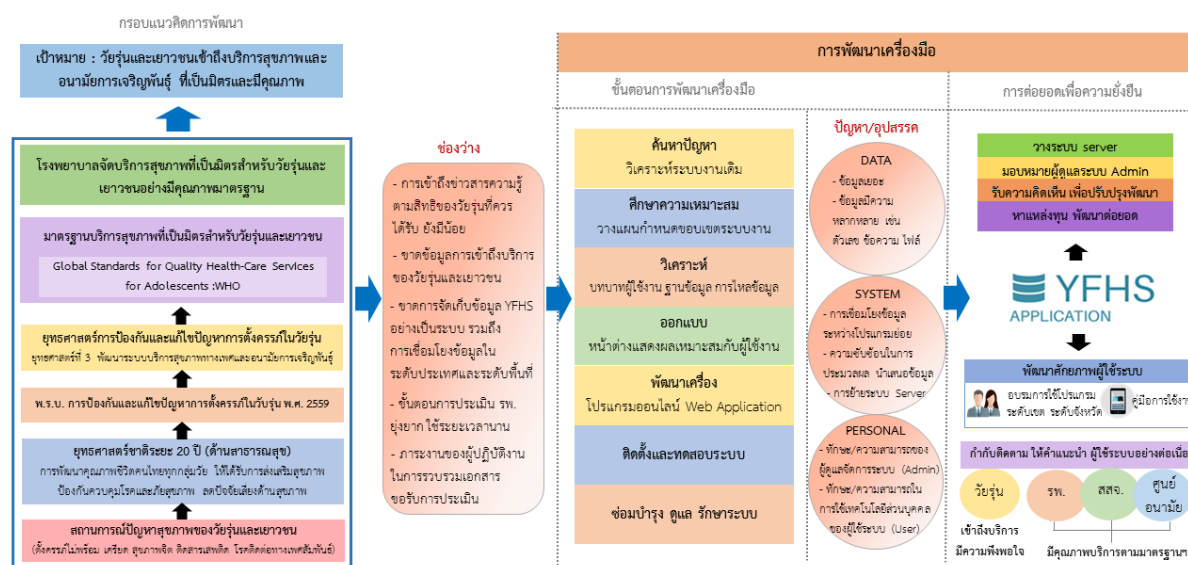 กรอบแนวคิดการพัฒนา
เป้าหมาย : วัยรุ่นและเยาวชนเข้าถึงบริการสุขภาพและ
อนามัยการเจริญพันธุ์ ที่เป็นมิตรและมีคุณภาพ
โรงพยาบาลจัดบริการสุขภาพที่เป็นมิตรสำหรับวัยรุ่นและ
เยาวชนอย่างมีคุณภาพมาตรฐาน
มาตรฐานบริการสุขภาพที่เป็นมิตรสำหรับวัยรุ่นและเยาวชน
Global Standards for Quality Health-Care Services
for Adolescents :WHO
ยุทธศาสตร์การป้องกันและแก้ไขปัญหาการตั้งครรภ์ในวัยรุ่น
ยุทธศาสตร์ที่ 3 พัฒนาระบบบริการสุขภาพทางเพศและอนามัยการเจริญพันธุ์
พ.ร.บ. การป้องกันและแก้ไขปัญหาการตั้งครรภ์ในวับรุ่น พ.ศ. 2559
ยุทธศาสตร์ชาติระยะ 20 ปี (ด้านสาธารณสุข)
การพัฒนาคุณภาพชีวิตคนไทยทุกกลุ่มวัย ให้ได้รับการส่งเสริมสุขภาพ
ป้องกันควบคุมโรคและภัยสุขภาพ ลดปัจจัยเสี่ยงด้านสุขภาพ
สถานการณ์ปัญหาสุขภาพของวัยรุ่นและเยาวชน
(ตั้งครรภ์ไม่พร้อม เครียด สุขภาพจิต ติดสารเสพติด โรคติดต่อทางเพศสัมพันธ์)
ช่องว่าง
- การเข้าถึงข่าวสารความรู้
ตามสิทธิของวัยรุ่นที่ควร
ได้รับ ยังมีน้อย
- ขาดข้อมูลการเข้าถึงบริการ
ของวัยรุ่นและเยาวชน
- ขาดการจัดเก็บข้อมูล YFHS
อย่างเป็นระบบ รวมถึง
การเชื่อมโยงข้อมูลใน
ระดับประเทศและระดับพื้นที่
- ขั้นตอนการประเมิน รพ.
ยุ่งยาก ใช้ระยะเวลานาน
- ภาระงานของผู้ปฏิบัติงาน
ในการรวบรวมเอกสาร
ขอรับการประเมิน
การพัฒนาเครื่องมือ
ขั้นตอนการพัฒนาเครื่องมือ
ค้นหาปัญหา
วิเคราะห์ระบบงานเดิม
ศึกษาความเหมาะสม
วางแผนกำหนดขอบเขตระบบงาน
วิเคราะห์
บทบาทผู้ใช้งาน ฐานข้อมูล การไหลข้อมูล
ออกแบบ
หน้าต่างแสดงผลเหมาะสมกับผู้ใช้งาน
พัฒนาเครื่อง
โปรแกรมออนไลน์ Web Application
ติดตั้งและทดสอบระบบ
ซ่อมบำรุง ดูแล รักษาระบบ
ปัญหา/อุปสรรค
DATA
- ข้อมูลเยอะ
- ข้อมูลมีความ
หลากหลาย เช่น
ตัวเลข ข้อความ ไฟล์
SYSTEM
- การเชื่อมโยงข้อมูล
ระหว่างโปรแกรมย่อย
- ความซับซ้อนในการ
ประมวลผล นำเสนอข้อมูล
- การย้ายระบบ Server
PERSONAL
- ทักษะ/ความสามารถของ
ผู้ดูแลจัดการระบบ (Admin)
- ทักษะ/ความสามารถใน
การใช้เทคโนโลยีส่วนบุคคล
ของผู้ใช้ระบบ (User)
การต่อยอดเพื่อความยั่งยืน
วางระบบ server
มอบหมายผู้ดูแลระบบ Admin
รับความคิดเห็น เพื่อปรับปรุงพัฒนา
หาแหล่งทุน พัฒนาต่อยอด
YFHS
APPLICATION
พัฒนาศักยภาพผู้ใช้ระบบ
อบรมการใช้โปรแกรม
ระดับเขต ระดับจังหวัด
คู่มือการใช้งาน
กำกับติดตาม ให้คำแนะนำ ผู้ใช้ระบบอย่างต่อเนื่อ
วัยรุ่น
รพ.
สสจ.
ศูนย์
อนามัย
เข้าถึงบริการ
มีความพึงพอใจ
มีคุณภาพบริการตามมาตรฐานฯ